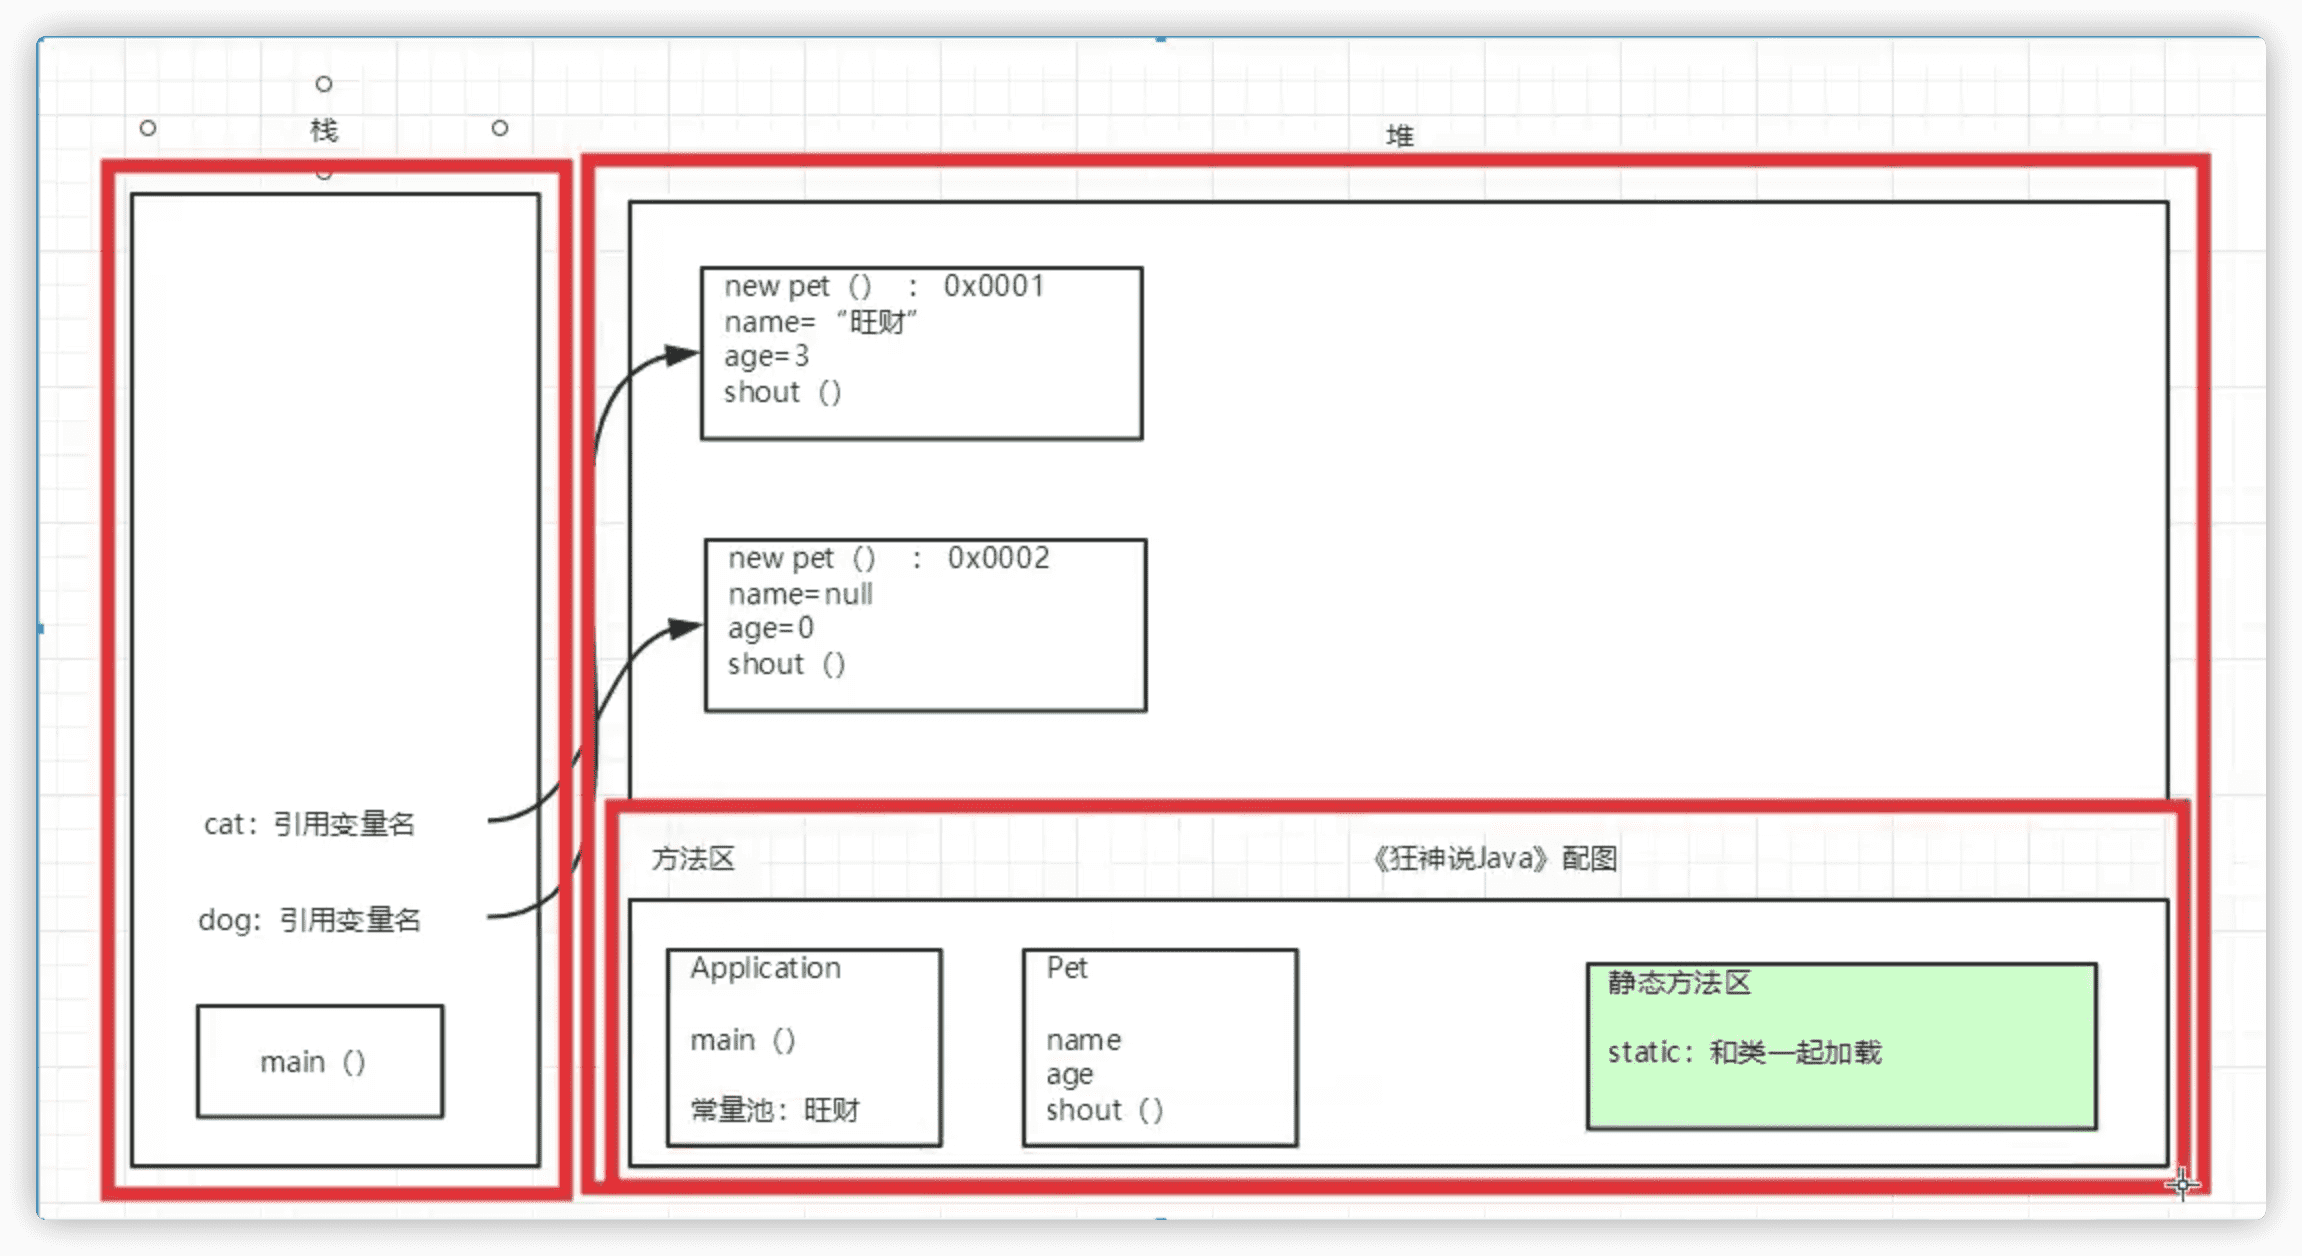 栈
堆
new pet（） ： 0x0001
name= “旺财”
age=3
shout（）
new pet（） ： 0x0002
name=null
age=0
shout（）
cat：引用变量名
dog：引用变量名
main（）
方法区
《狂神说Java》配图
Application
main（）
常量池：旺财
Pet
name
age
shout（）
静态方法区
static：和类一起加载